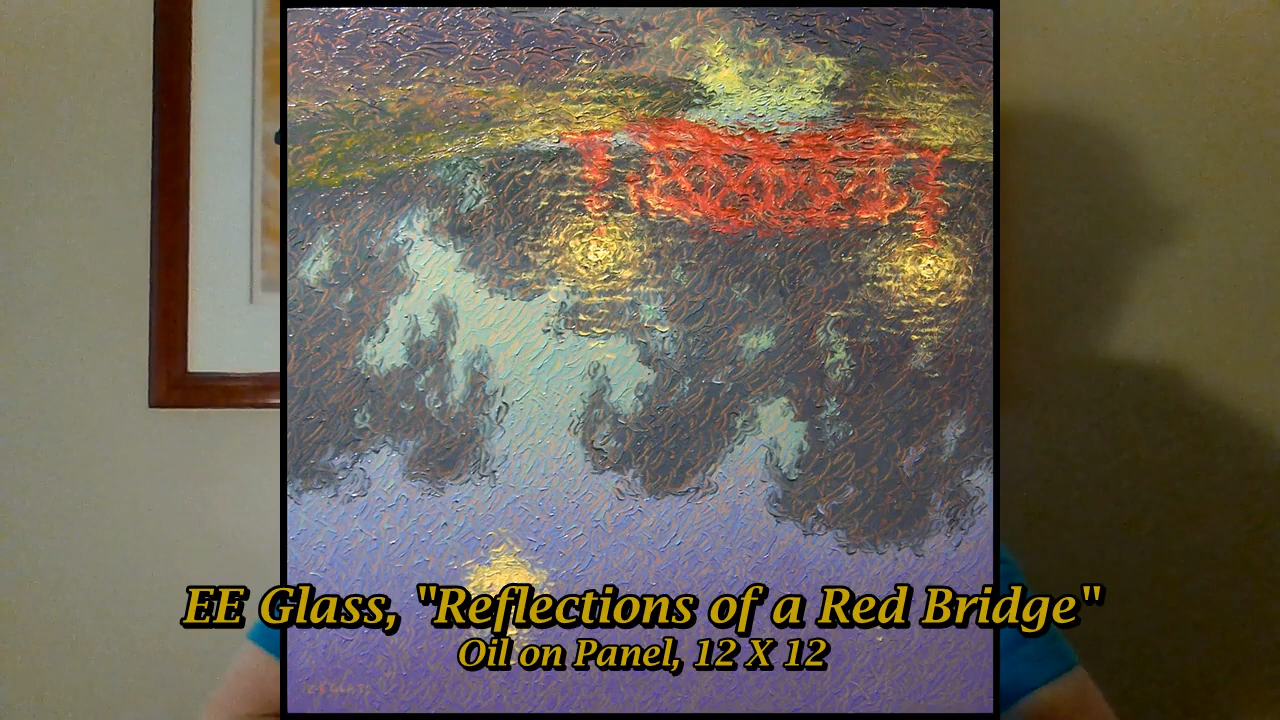 EE Glass, "Reflections of a Red Bridge"
Oil on Panel, 12 X 12